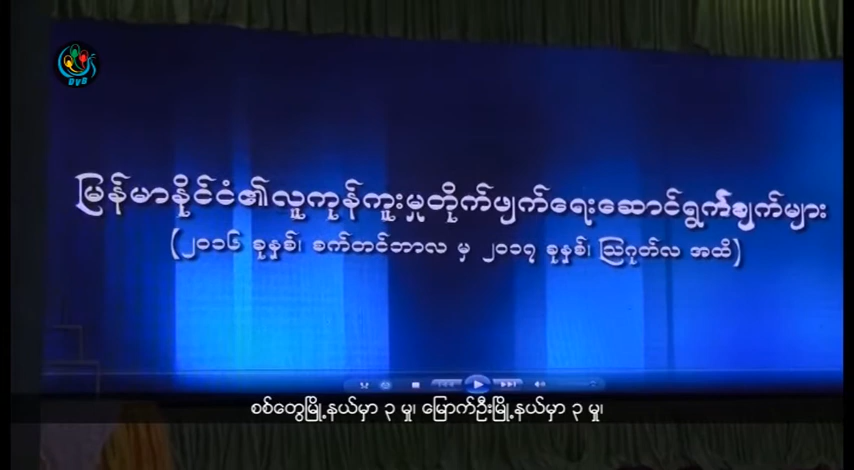 DVB
မြန်မာနိုင်ငံ၏လူကုန်ကူးမှုတိုက်ဖျက်ရေးဆောင်ရွက်ချက်များ
(၂၀၁၆ ခုနှစ်၊ စက်တင်ဘာလ မှ ၂၀၁၇ ခုနှစ်၊ ဩဂုတ်လ အထိ)
စစ်တွေမြို့နယ်မှာ ၃ မှု၊ မြောက်ဦးမြို့နယ်မှာ ၃ မှု၊